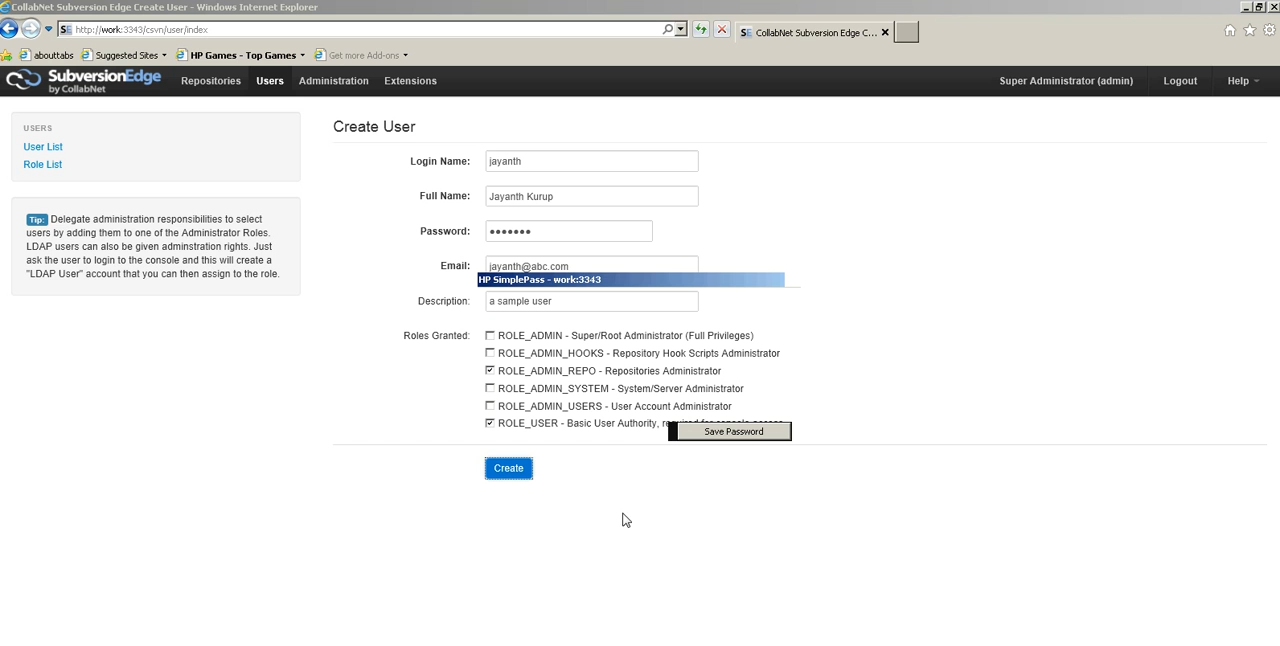 CollabNet Subversion Edge Create User - Windows Internet Explorer
SE http://work:3343/csvn/user/index
SE CollabNet Subversion Edge C...
abouttabs Suggested Sites HP Games - Top Games Get more Add-ons
SubversionEdge
by CollabNet
Repositories Users Administration Extensions Super Administrator (admin) Logout Help
USERS
User List
Role List
Tip: Delegate administration responsibilities to select
users by adding them to one of the Administrator Roles.
LDAP users can also be given adminstration rights. Just
ask the user to login to the console and this will create a
"LDAP User" account that you can then assign to the role.
Create User
Login Name: jayanth
Full Name: Jayanth Kurup
Password: •••••••
Email: jayanth@abc.com
HP SimplePass - work:3343
Description: a sample user
Roles Granted: ROLE_ADMIN - Super/Root Administrator (Full Privileges)
ROLE_ADMIN_HOOKS - Repository Hook Scripts Administrator
ROLE_ADMIN_REPO - Repositories Administrator
ROLE_ADMIN_SYSTEM - System/Server Administrator
ROLE_ADMIN_USERS - User Account Administrator
ROLE_USER - Basic User Authority,
Save Password
Create